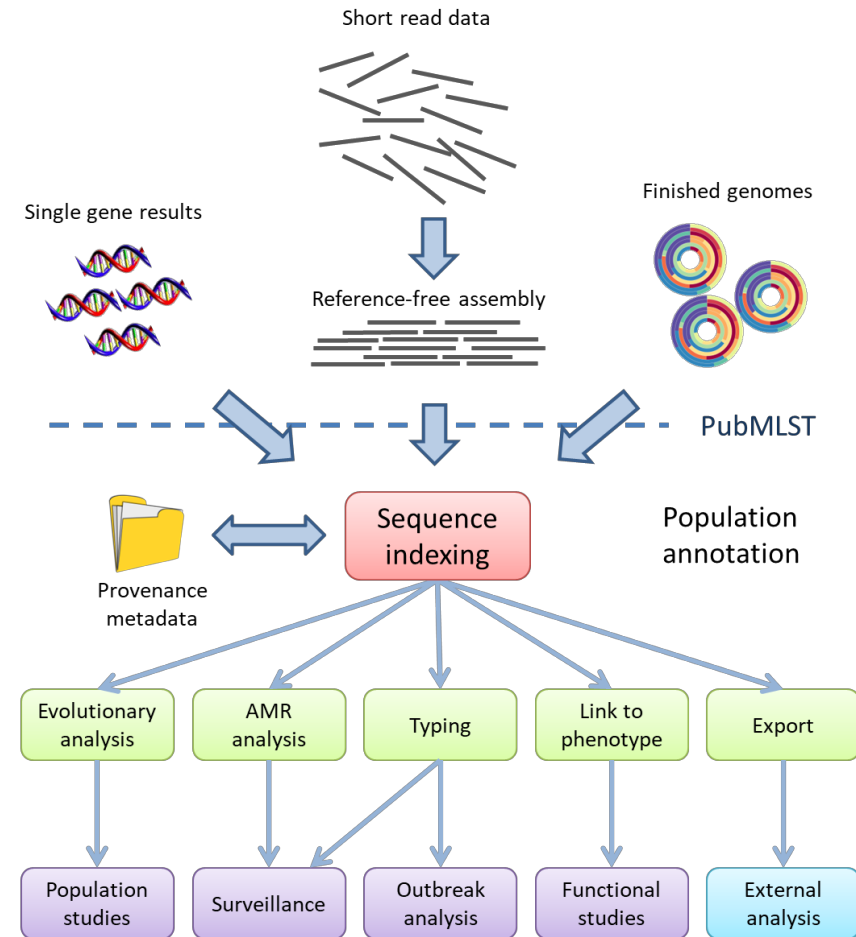 Short read data
Single gene results
Finished genomes
Reference-free assembly
PubMLST
Sequence
indexing
Population
annotation
Provenance
metadata
Evolutionary
analysis
AMR
analysis
Typing
Link to
phenotype
Export
Population
studies
Surveillance
Outbreak
analysis
Functional
studies
External
analysis